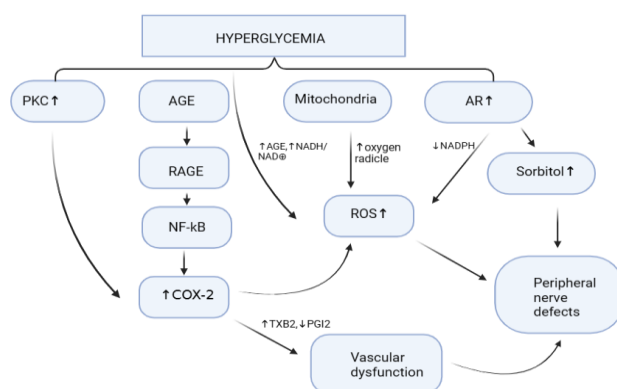 HYPERGLYCEMIA
PKC↑
AGE
Mitochondria
AR↑
↑AGE,↑NADH/
NAD⊕
↑oxygen
radicle
↓NADPH
RAGE
Sorbitol↑
NF-kB
ROS↑
↑COX-2
Peripheral
nerve
defects
↑TXB2,↓PGI2
Vascular
dysfunction